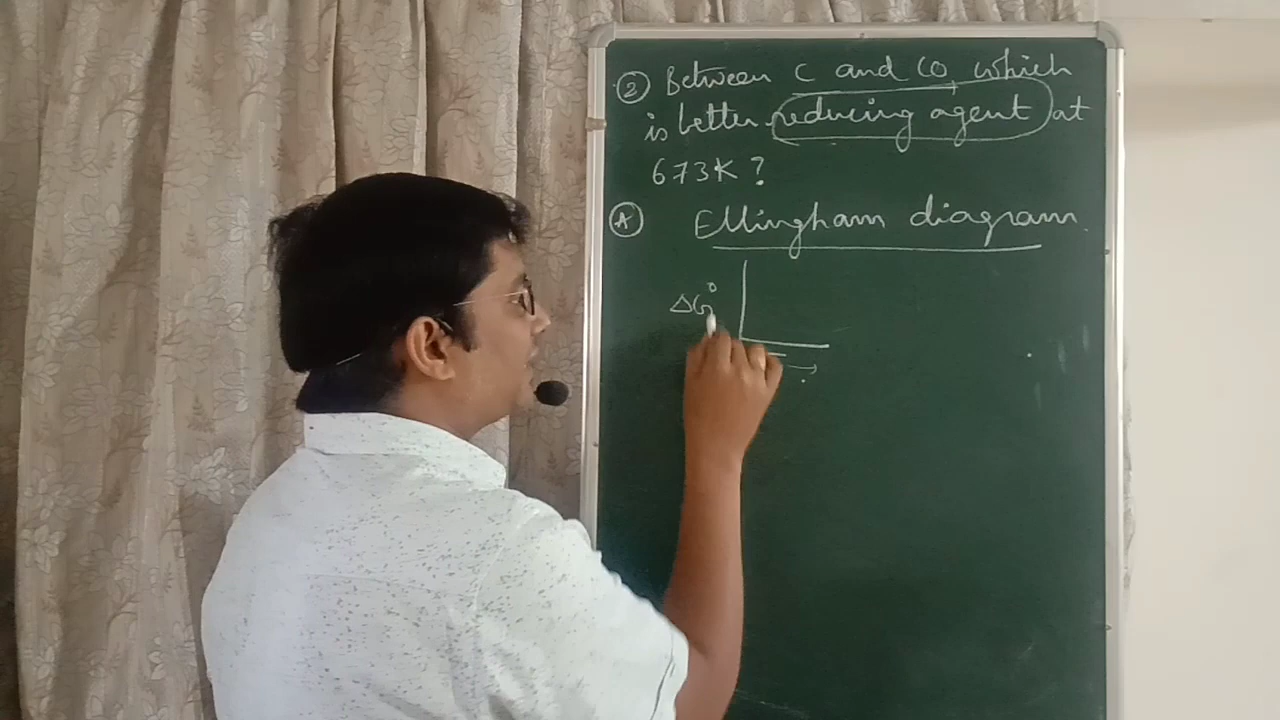 ② Between C and CO, which
is better reducing agent at
673K ?
Ⓐ Ellingham diagram.
ΔG°